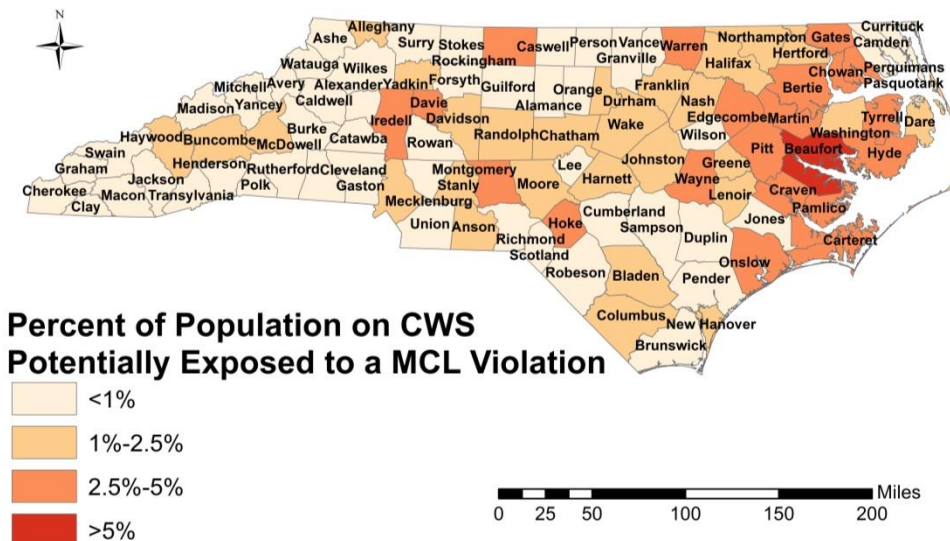 N
Alleghany
Ashe Surry Stokes Caswell Person Vance Warren Northampton Gates Currituck
Rockingham Granville Hertford Camden
Watauga Wilkes Halifax Perquimans
Mitchell Avery Alexander Yadkin Forsyth Guilford Orange Franklin Chowan Pasquotank
Madison Yancey Caldwell Alamance Durham Nash Bertie
Davie Edgecombe Martin Tyrrell Dare
Haywood Buncombe McDowell Burke Iredell Davidson Randolph Chatham Wake Wilson Washington
Catawba Rowan Pitt Beaufort Hyde
Swain Henderson Rutherford Cleveland Lee Johnston Greene
Graham Jackson Polk Gaston Montgomery Moore Harnett Wayne
Cherokee Macon Transylvania Stanly Lenoir Craven
Clay Mecklenburg Cumberland Jones Pamlico
Union Anson Hoke Sampson
Richmond Duplin Carteret
Scotland Onslow
Robeson Bladen Pender
Columbus New Hanover
Brunswick
Percent of Population on CWS
Potentially Exposed to a MCL Violation
<1%
1%-2.5%
2.5%-5%
>5%
Miles
0 25 50 100 150 200